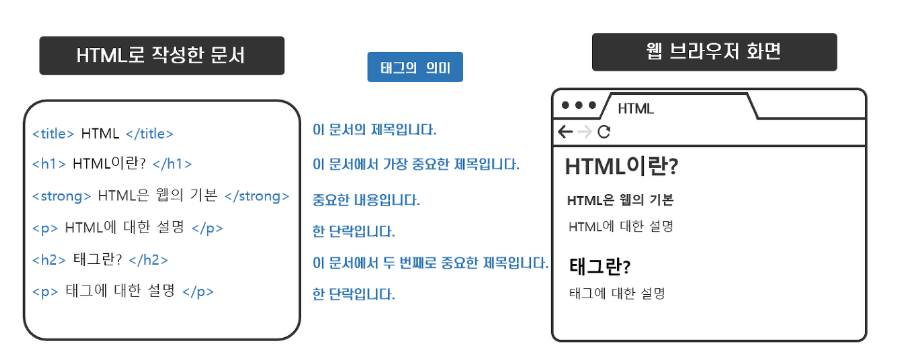 HTML로 작성한 문서
태그의 의미
웹 브라우저 화면
<title> HTML </title>
<h1> HTML이란? </h1>
<strong> HTML은 웹의 기본 </strong>
<p> HTML에 대한 설명 </p>
<h2> 태그란? </h2>
<p> 태그에 대한 설명 </p>
이 문서의 제목입니다.
이 문서에서 가장 중요한 제목입니다.
중요한 내용입니다.
한 단락입니다.
이 문서에서 두 번째로 중요한 제목입니다.
한 단락입니다.
HTML
HTML이란?
HTML은 웹의 기본
HTML에 대한 설명
태그란?
태그에 대한 설명